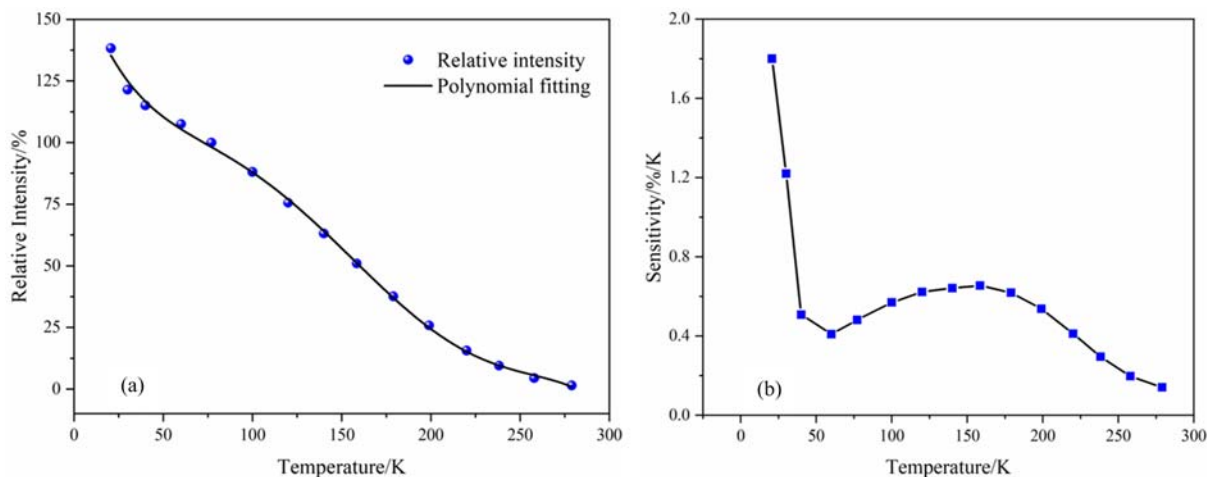 150
125
100
75
50
25
0
Relative Intensity/%
Relative intensity
Polynomial fitting
(a)
0 50 100 150 200 250 300
Temperature/K
2.0
1.6
1.2
0.8
0.4
0.0
Sensitivity/%/K
(b)
0 50 100 150 200 250 300
Temperature/K